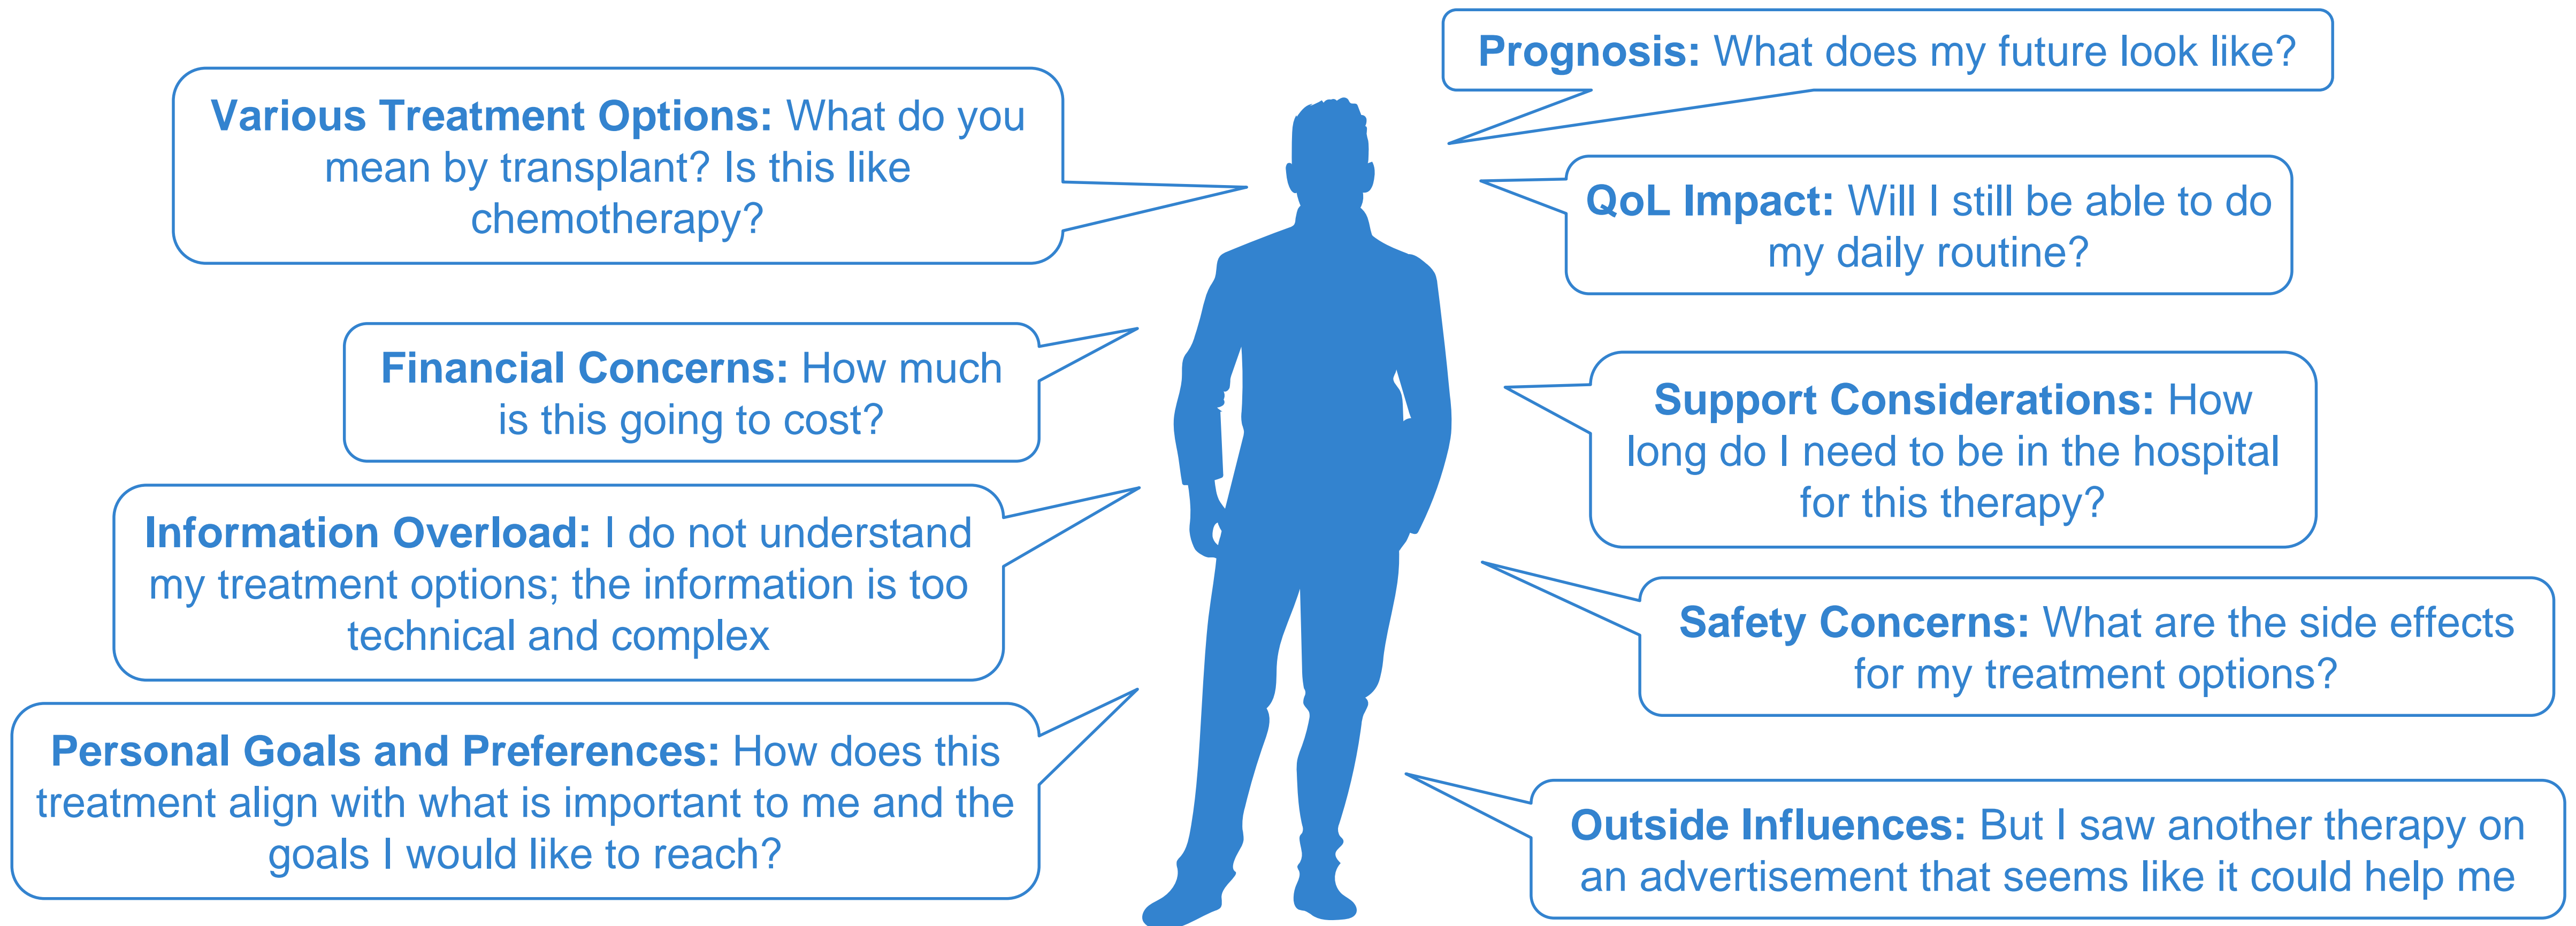 Various Treatment Options: What do you
mean by transplant? Is this like
chemotherapy?
Financial Concerns: How much
is this going to cost?
Information Overload: I do not understand
my treatment options; the information is too
technical and complex
Personal Goals and Preferences: How does this
treatment align with what is important to me and the
goals I would like to reach?
Prognosis: What does my future look like?
QoL Impact: Will I still be able to do
my daily routine?
Support Considerations: How
long do I need to be in the hospital
for this therapy?
Safety Concerns: What are the side effects
for my treatment options?
Outside Influences: But I saw another therapy on
an advertisement that seems like it could help me